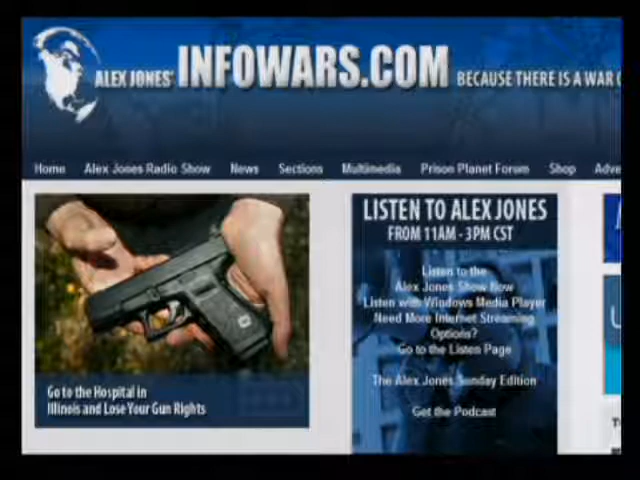 ALEX JONES' INFOWARS.COM BECAUSE THERE IS A WAR
Home Alex Jones Radio Show News Sections Multimedia Prison Planet Forum Shop Adve
LISTEN TO ALEX JONES
FROM 11AM - 3PM CST
Listen to the
Alex Jones Show Now
Listen with Windows Media Player
Need More Internet Streaming
Options?
Go to the Listen Page
The Alex Jones Sunday Edition
Get the Podcast
Go to the Hospital in
Illinois and Lose Your Gun Rights